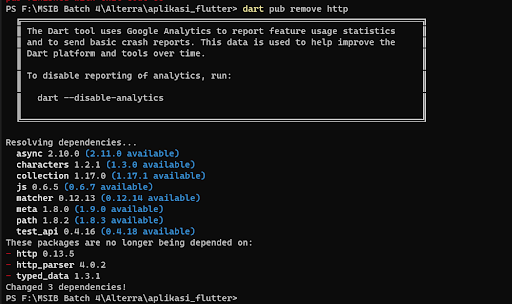 PS F:\MSIB Batch 4\Alterra\aplikasi_flutter> dart pub remove http
The Dart tool uses Google Analytics to report feature usage statistics
and to send basic crash reports. This data is used to help improve the
Dart platform and tools over time.
To disable reporting of analytics, run:
dart --disable-analytics
Resolving dependencies...
async 2.10.0 (2.11.0 available)
characters 1.2.1 (1.3.0 available)
collection 1.17.0 (1.17.1 available)
js 0.6.5 (0.6.7 available)
matcher 0.12.13 (0.12.14 available)
meta 1.8.0 (1.9.0 available)
path 1.8.2 (1.8.3 available)
test_api 0.4.16 (0.4.18 available)
These packages are no longer being depended on:
- http 0.13.5
- http_parser 4.0.2
- typed_data 1.3.1
Changed 3 dependencies!
PS F:\MSIB Batch 4\Alterra\aplikasi_flutter>